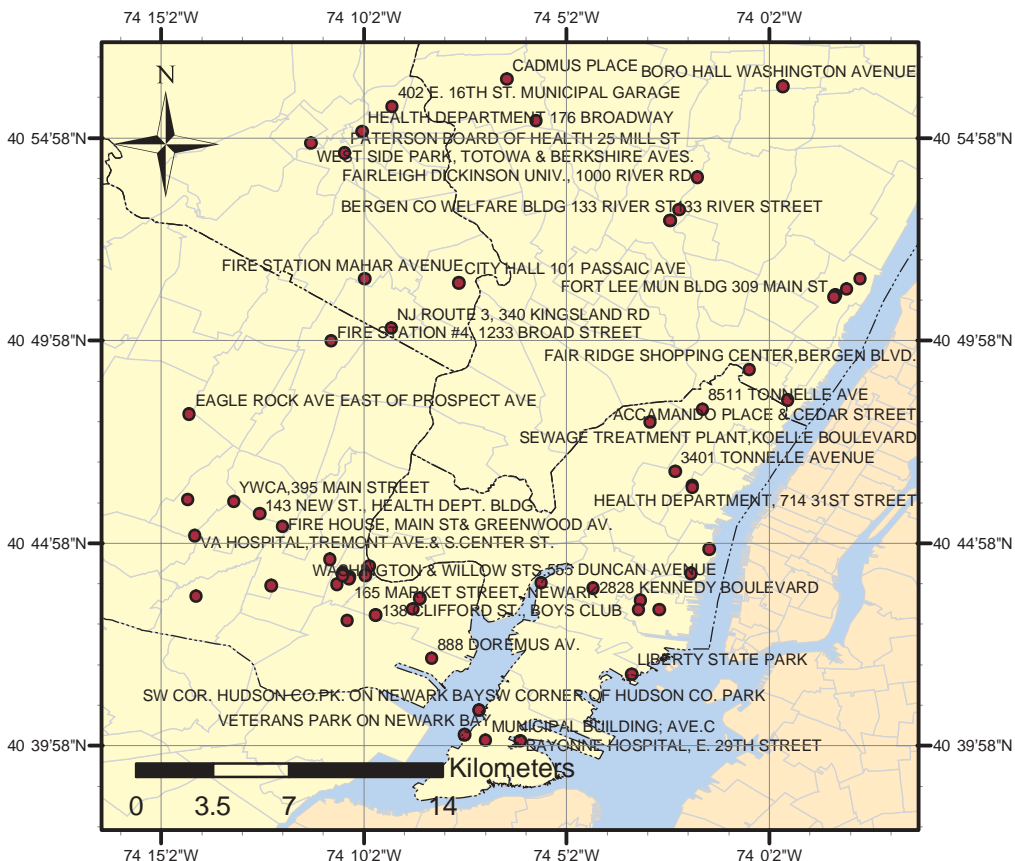 74 15'2"W 74 10'2"W 74 5'2"W 74 0'2"W
N
CADMUS PLACE
BORO HALL WASHINGTON AVENUE
402 E. 16TH ST. MUNICIPAL GARAGE
HEALTH DEPARTMENT 176 BROADWAY
40 54'58"N PATERSON BOARD OF HEALTH 25 MILL ST 40 54'58"N
WEST SIDE PARK, TOTOWA & BERKSHIRE AVES.
FAIRLEIGH DICKINSON UNIV., 1000 RIVER RD
BERGEN CO WELFARE BLDG 133 RIVER ST 133 RIVER STREET
FIRE STATION MAHAR AVENUE CITY HALL 101 PASSAIC AVE
FORT LEE MUN BLDG 309 MAIN ST
NJ ROUTE 3, 340 KINGSLAND RD
40 49'58"N FIRE STATION #4, 1233 BROAD STREET 40 49'58"N
FAIR RIDGE SHOPPING CENTER,BERGEN BLVD.
EAGLE ROCK AVE EAST OF PROSPECT AVE 8511 TONNELLE AVE
ACCAMANDO PLACE & CEDAR STREET
SEWAGE TREATMENT PLANT,KOELLE BOULEVARD
3401 TONNELLE AVENUE
YWCA,395 MAIN STREET
143 NEW ST., HEALTH DEPT. BLDG. HEALTH DEPARTMENT, 714 31ST STREET
FIRE HOUSE, MAIN ST& GREENWOOD AV.
40 44'58"N VA HOSPITAL,TREMONT AVE.& S.CENTER ST. 40 44'58"N
WASHINGTON & WILLOW STS 555 DUNCAN AVENUE
165 MARKET STREET, NEWARK 2828 KENNEDY BOULEVARD
138 CLIFFORD ST., BOYS CLUB
888 DOREMUS AV.
LIBERTY STATE PARK
SW COR. HUDSON CO.PK. ON NEWARK BAY SW CORNER OF HUDSON CO. PARK
VETERANS PARK ON NEWARK BAY MUNICIPAL BUILDING; AVE.C
40 39'58"N BAYONNE HOSPITAL, E. 29TH STREET 40 39'58"N
Kilometers
0 3.5 7 14
74 15'2"W 74 10'2"W 74 5'2"W 74 0'2"W